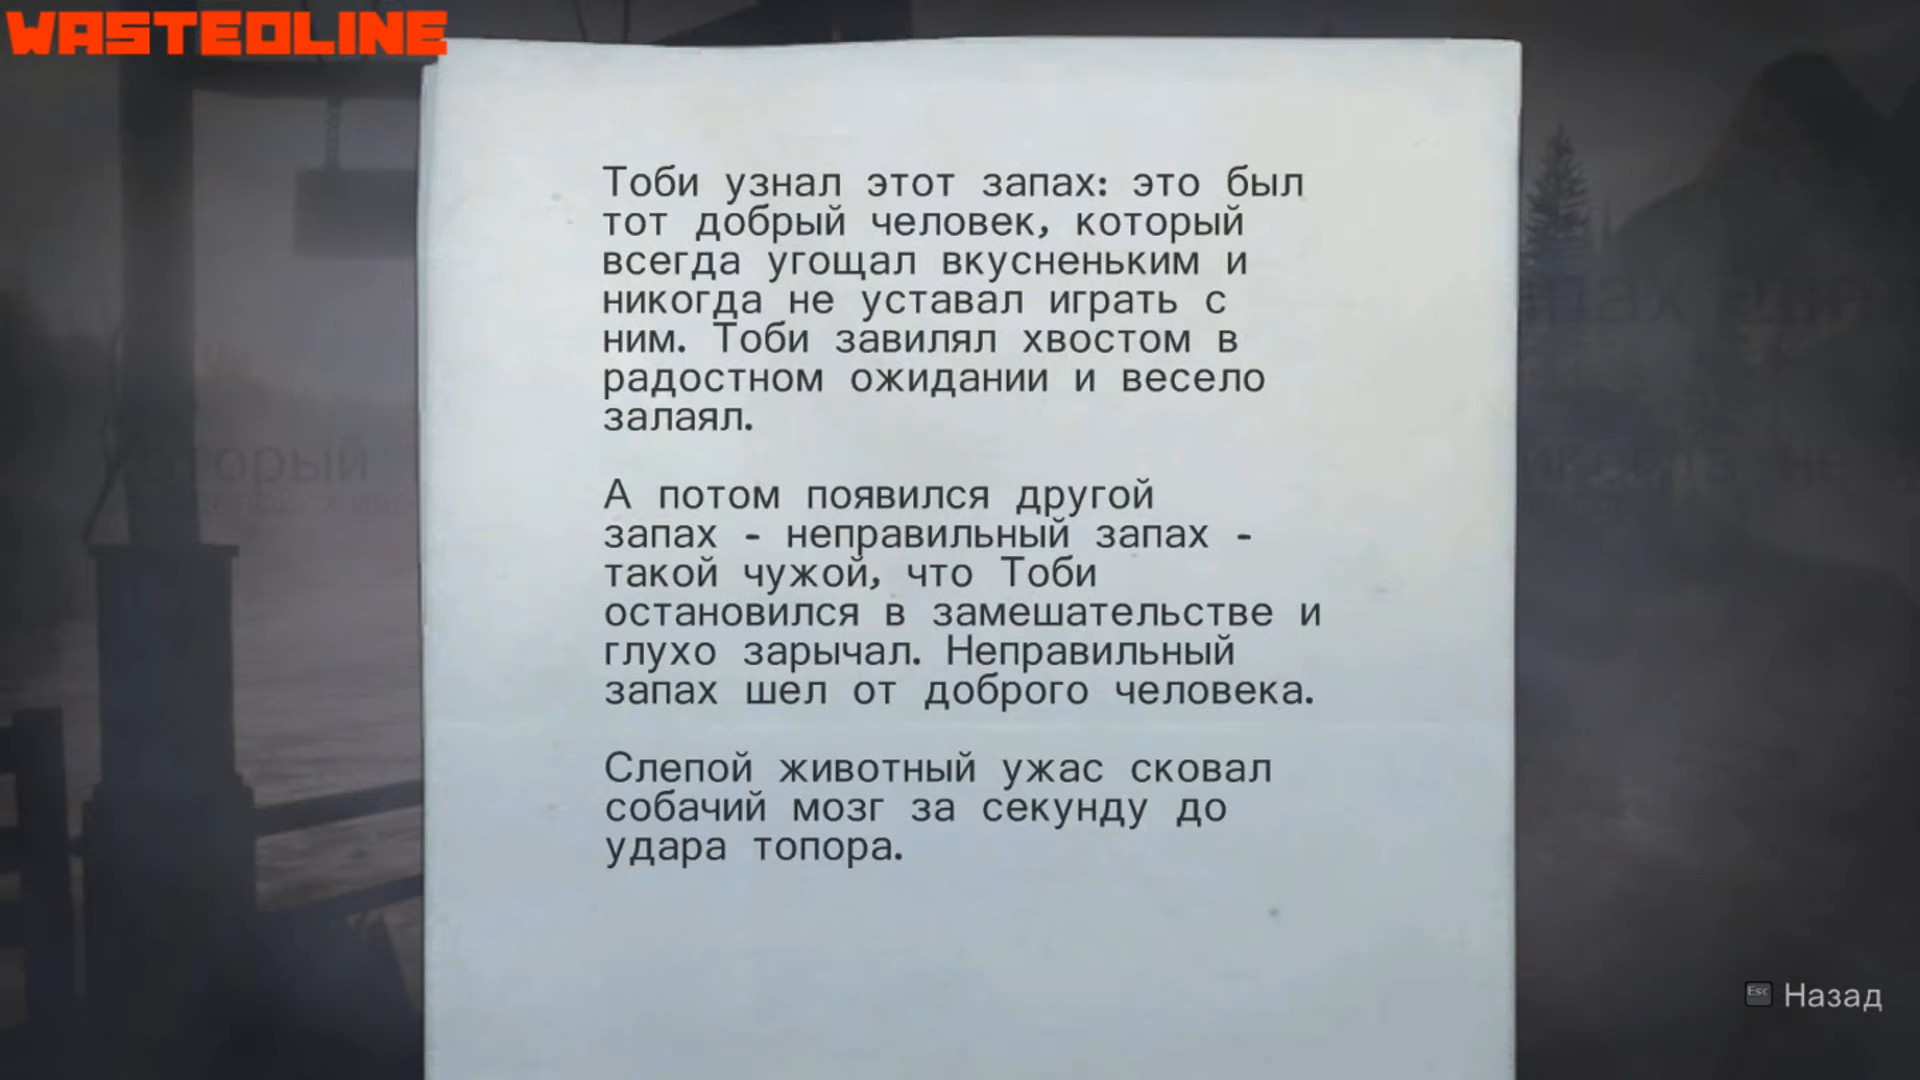 WASTEDLINE
Тоби узнал этот запах: это был
тот добрый человек, который
всегда угощал вкусненьким и
никогда не уставал играть с
ним. Тоби завилял хвостом в
радостном ожидании и весело
залаял.
А потом появился другой
запах - неправильный запах -
такой чужой, что Тоби
остановился в замешательстве и
глухо зарычал. Неправильный
запах шел от доброго человека.
Слепой животный ужас сковал
собачий мозг за секунду до
удара топора.
Esc Назад